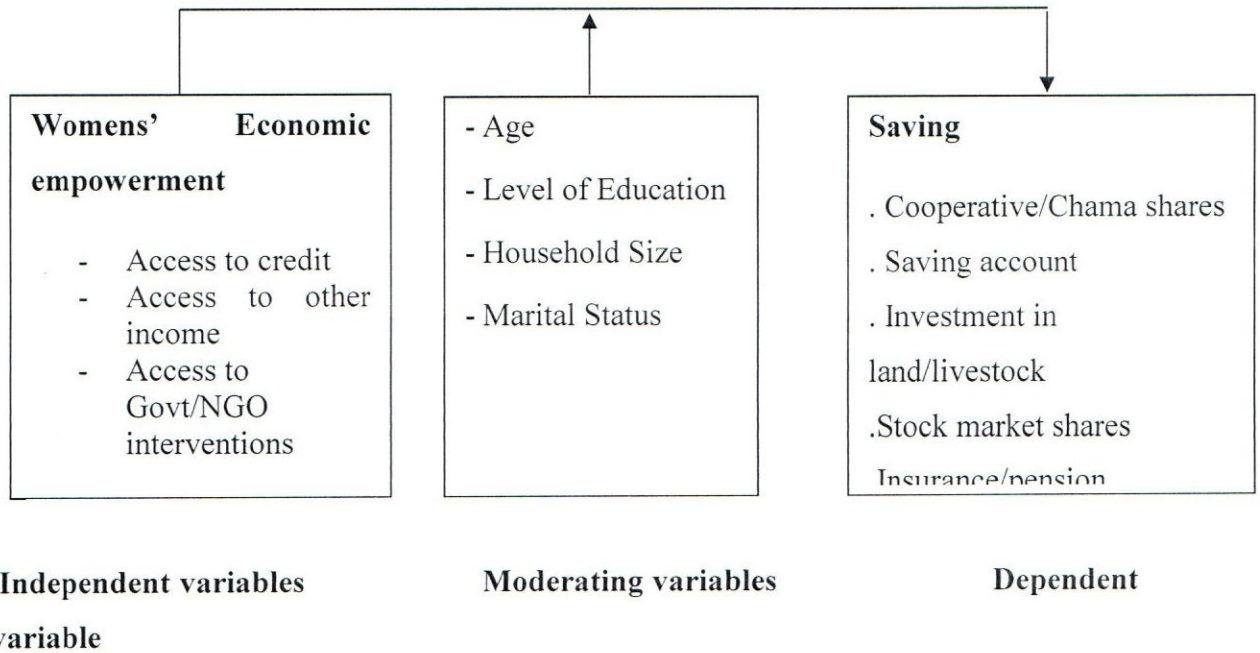 Womens' Economic
empowerment
- Access to credit
- Access to other
income
- Access to
Govt/NGO
interventions
- Age
- Level of Education
- Household Size
- Marital Status
Saving
. Cooperative/Chama shares
. Saving account
. Investment in
land/livestock
.Stock market shares
Insurance/pension
Independent variables
Moderating variables
Dependent
variable